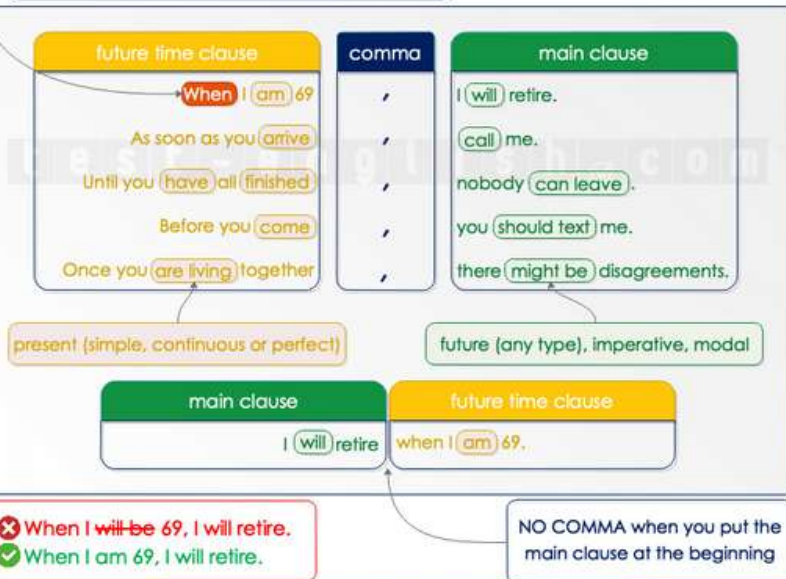 future time clause comma main clause
When I am 69 , I will retire.
As soon as you arrive , call me.
Until you have all finished , nobody can leave.
Before you come , you should text me.
Once you are living together , there might be disagreements.
test-english.com
present (simple, continuous or perfect) future (any type), imperative, modal
main clause future time clause
I will retire when I am 69.
When I will be 69, I will retire.
When I am 69, I will retire.
NO COMMA when you put the
main clause at the beginning